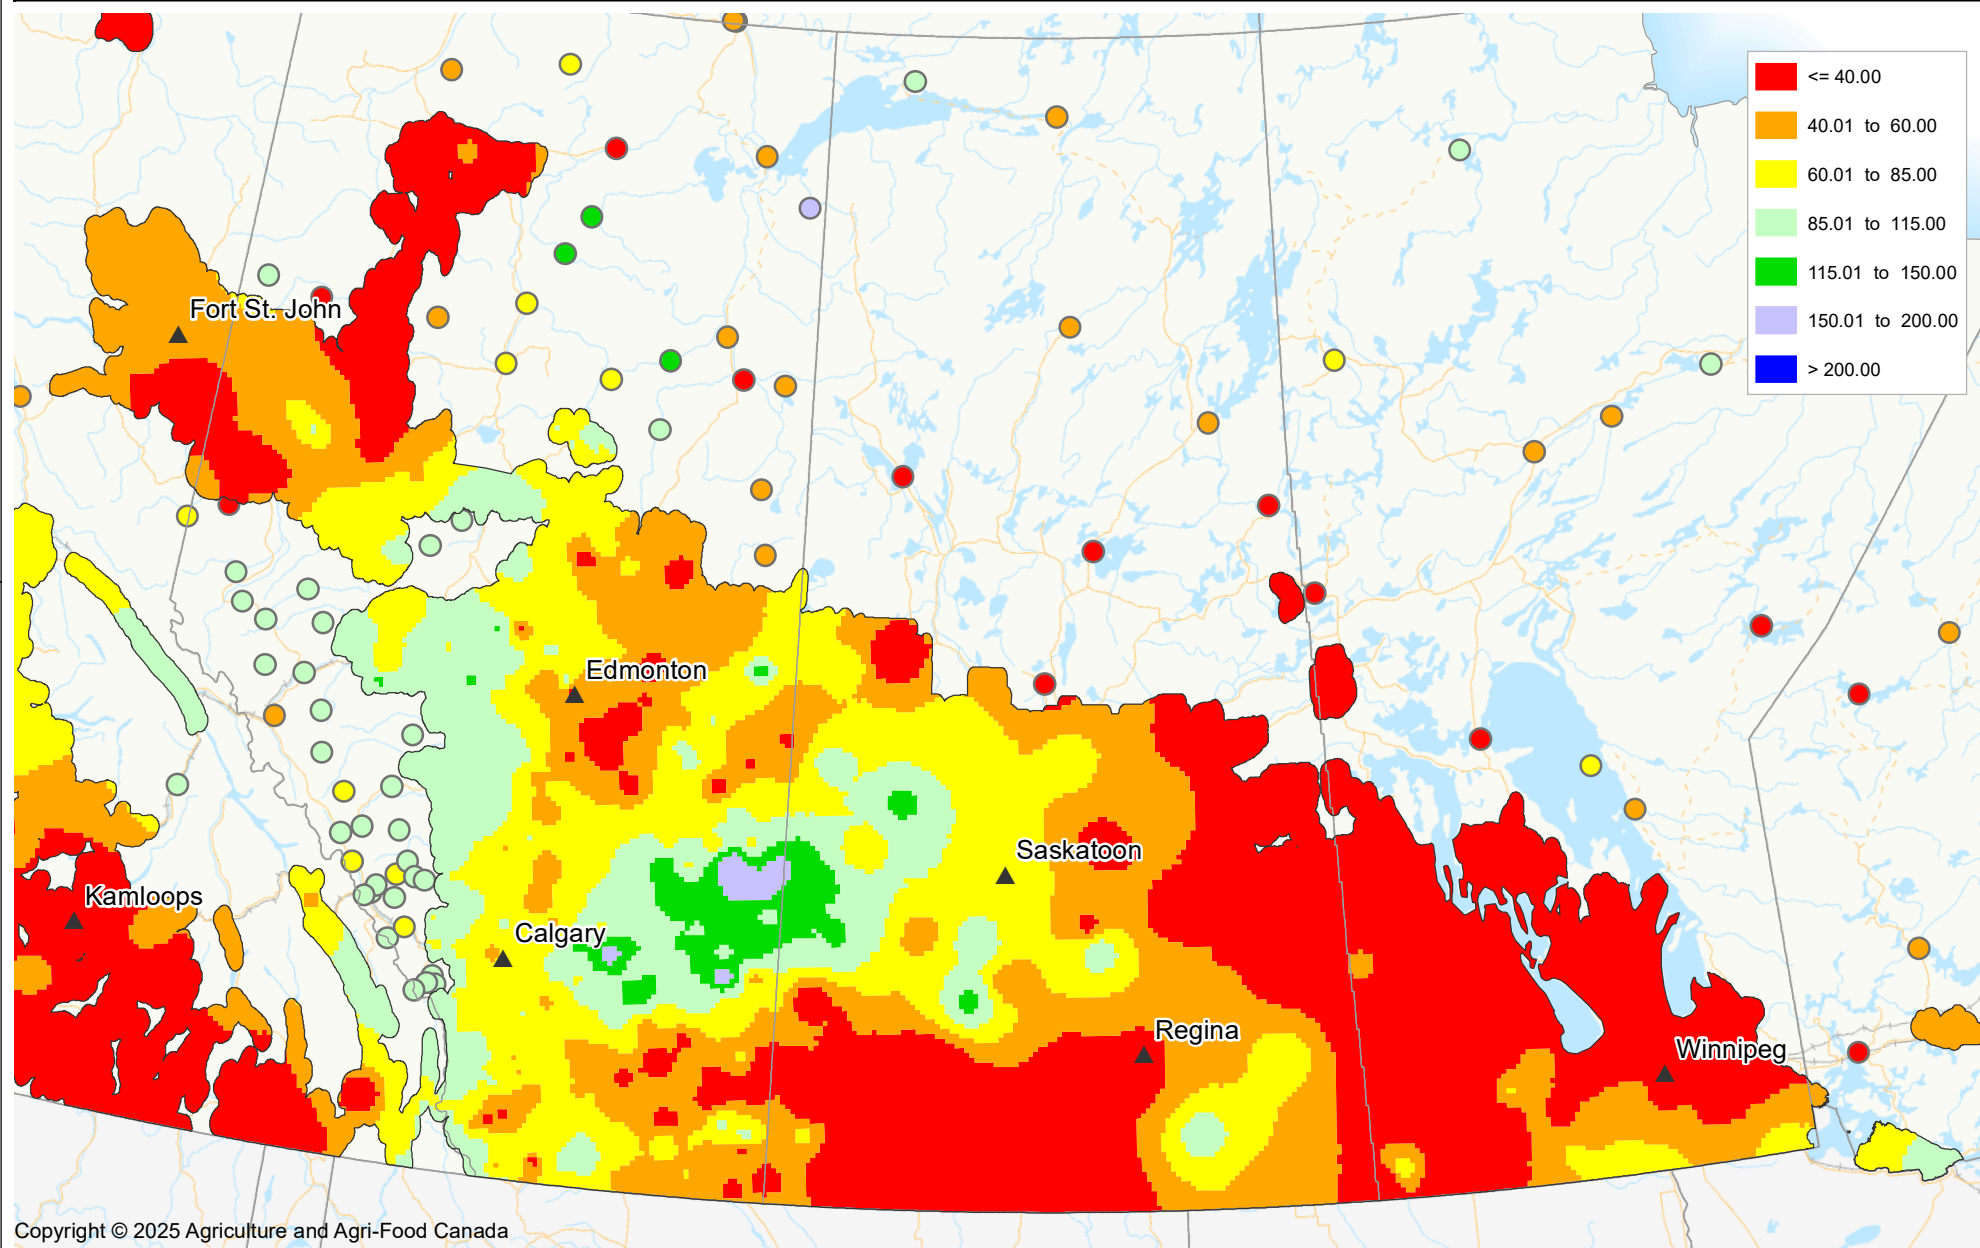 <= 40.00
40.01 to 60.00
60.01 to 85.00
85.01 to 115.00
115.01 to 150.00
150.01 to 200.00
> 200.00
Fort St. John
Edmonton
Saskatoon
Kamloops
Calgary
Regina
Winnipeg
Copyright © 2025 Agriculture and Agri-Food Canada